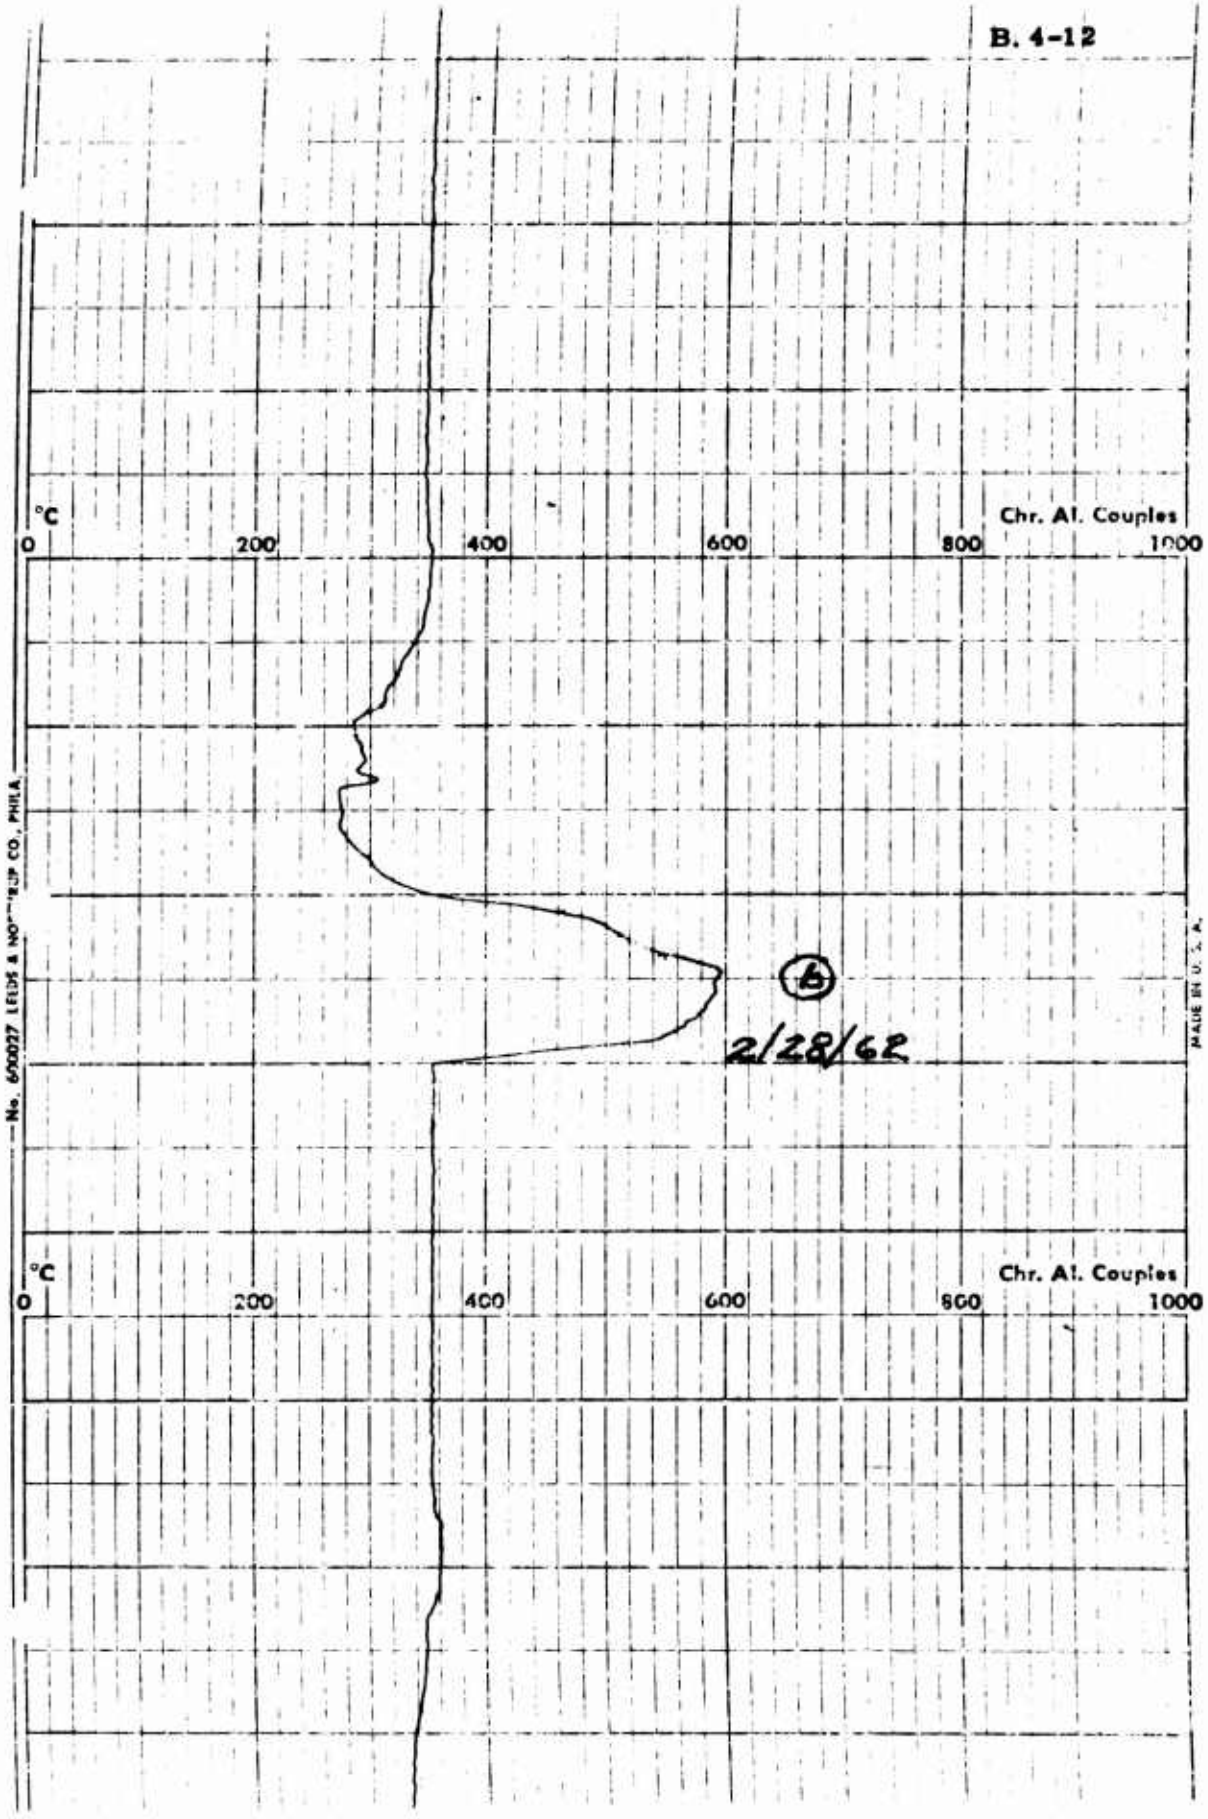 B. 4-12
°C
Chr. Al. Couples
0 200 400 600 800 1000
b
2/28/62
°C
Chr. Al. Couples
0 200 400 600 800 1000
No. 600027 LEEDS & NORTHRUP CO., PHILA.
MADE IN U. S. A.